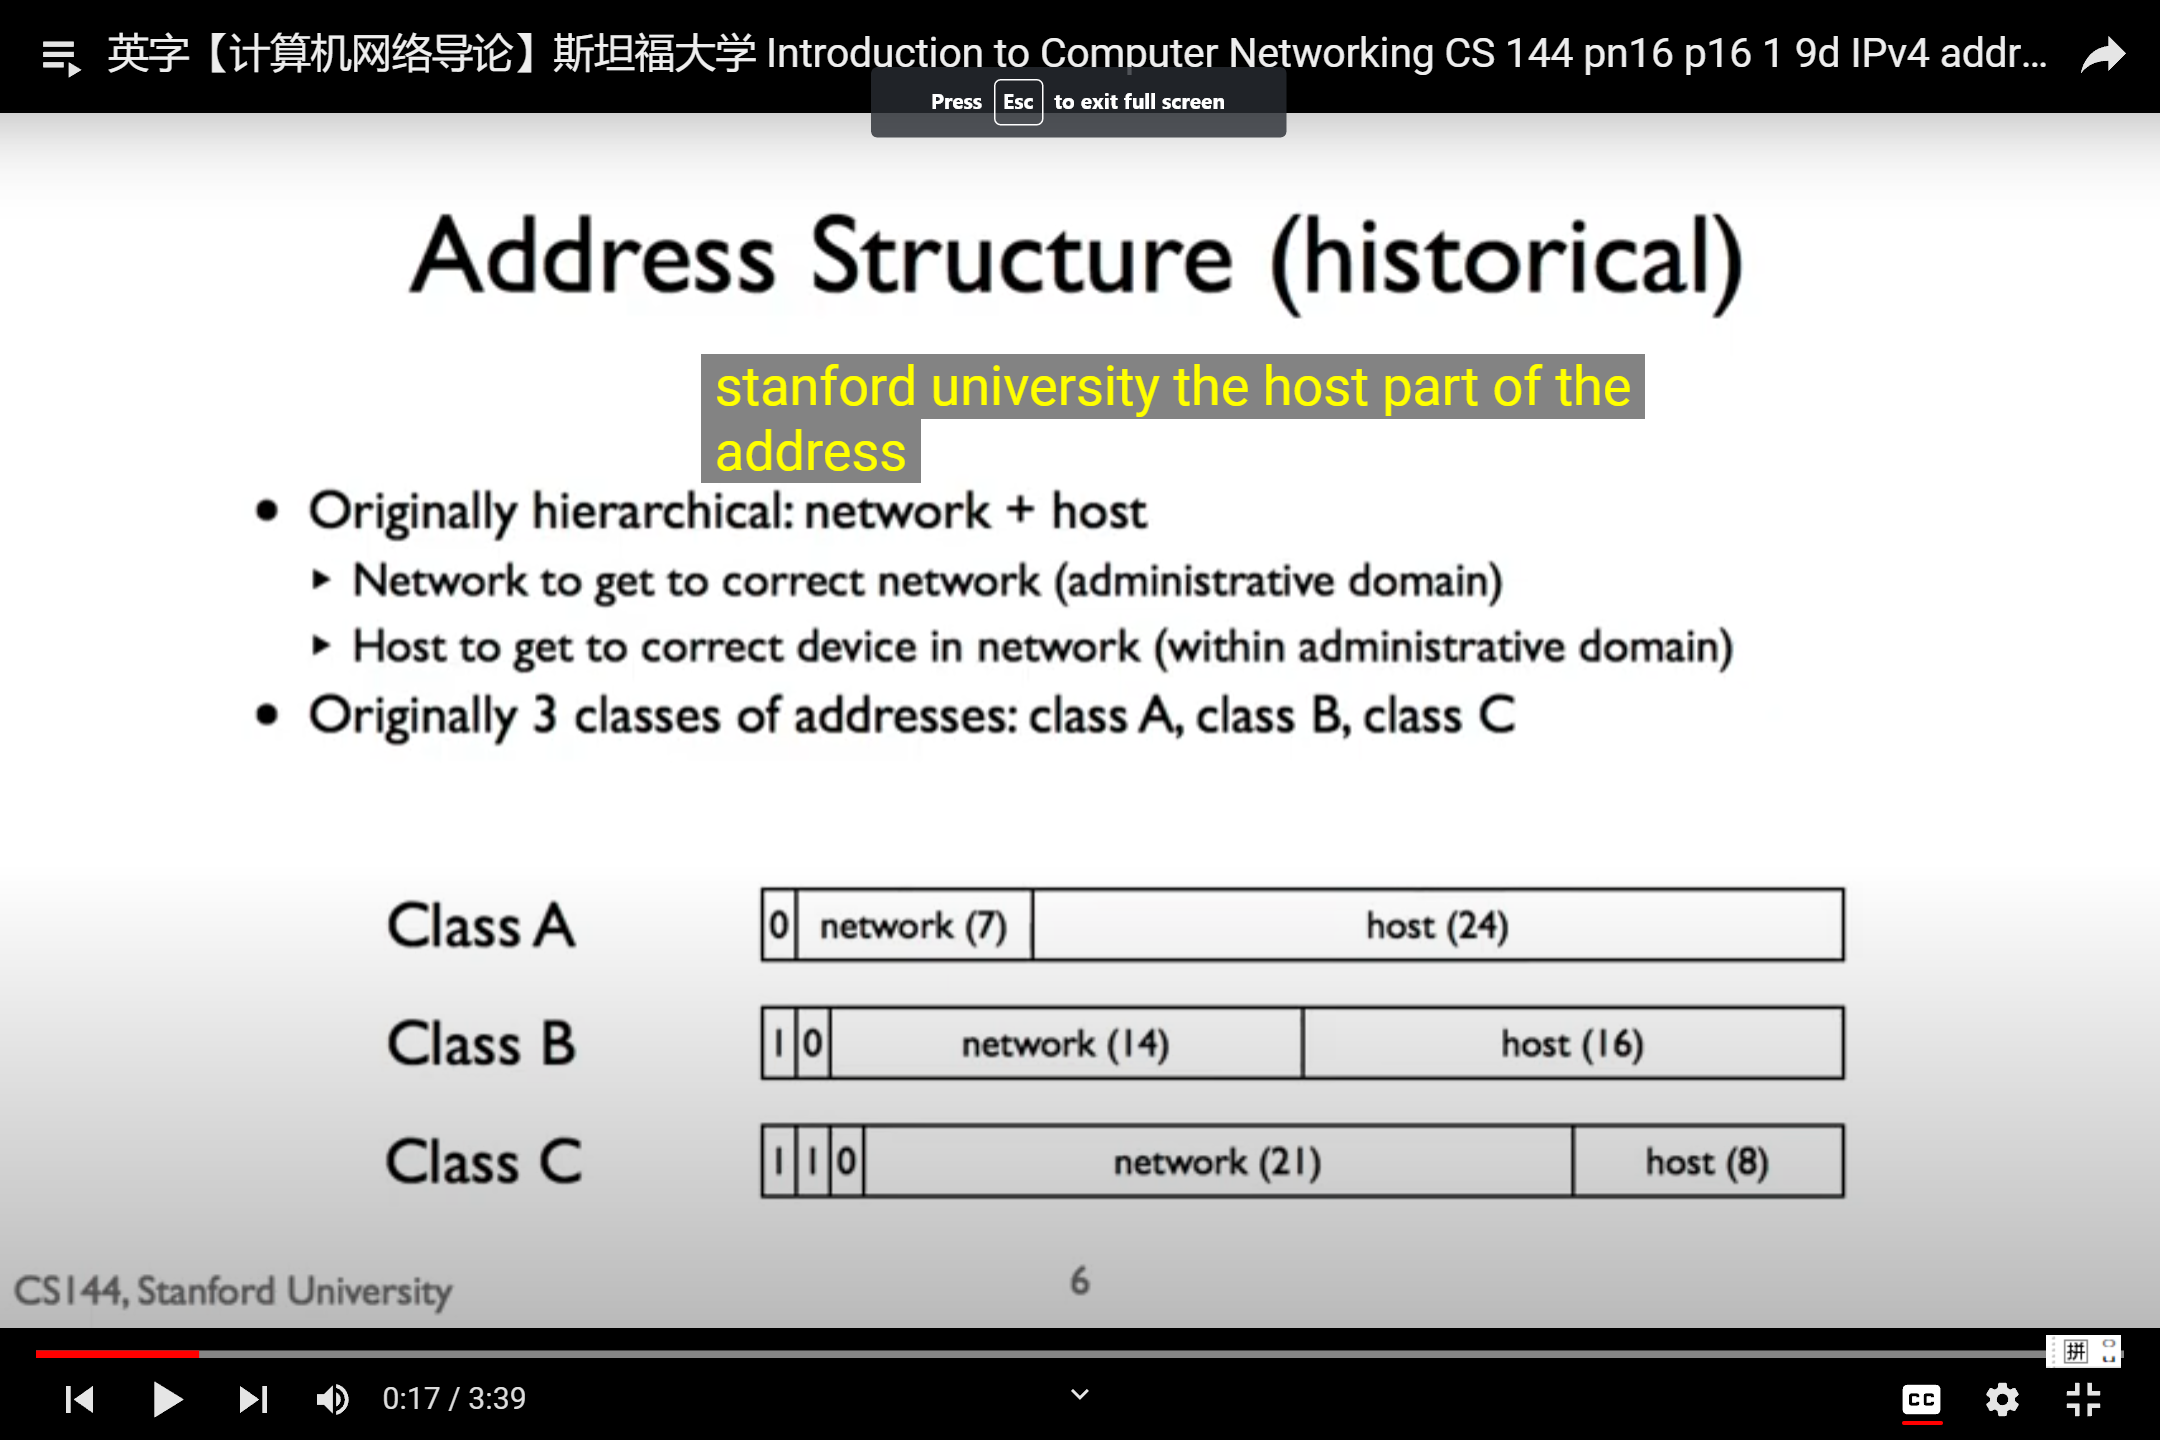 英字【计算机网络导论】斯坦福大学 Introduction to Computer Networking CS 144 pn16 p16 1 9d IPv4 addr...
Press Esc to exit full screen
Address Structure (historical)
stanford university the host part of the
address
• Originally hierarchical: network + host
▸ Network to get to correct network (administrative domain)
▸ Host to get to correct device in network (within administrative domain)
• Originally 3 classes of addresses: class A, class B, class C
Class A 0 network (7) host (24)
Class B 1 0 network (14) host (16)
Class C 1 1 0 network (21) host (8)
CS144, Stanford University 6
拼
0:17 / 3:39 CC